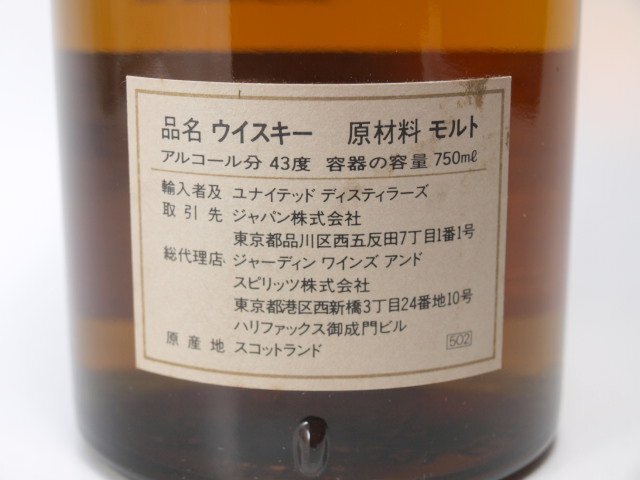 品名 ウイスキー 原材料 モルト
アルコール分 43度 容器の容量 750mℓ
輸入者及 ユナイテッド ディスティラーズ
取引先 ジャパン株式会社
東京都品川区西五反田7丁目1番1号
総代理店 ジャーディン ワインズ アンド
スピリッツ株式会社
東京都港区西新橋3丁目24番地10号
ハリファックス御成門ビル
原産地 スコットランド 502